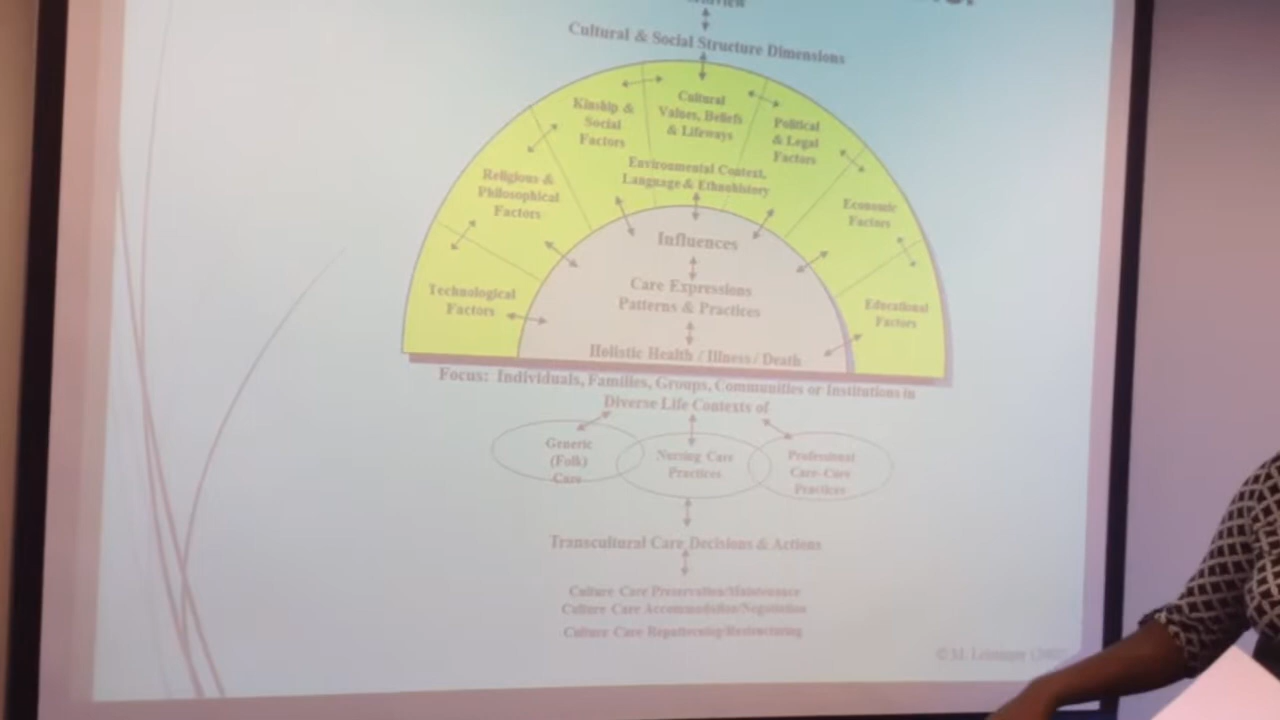 Cultural & Social Structure Dimensions
Cultural
Values, Beliefs
& Lifeways
Kinship &
Social
Factors
Political
& Legal
Factors
Environmental Context,
Language & Ethnohistory
Religious &
Philosophical
Factors
Economic
Factors
Technological
Factors
Educational
Factors
Influences
Care Expressions
Patterns & Practices
Holistic Health / Illness / Death
Focus: Individuals, Families, Groups, Communities or Institutions in
Diverse Life Contexts of
Generic
(Folk)
Care
Nursing Care
Practices
Professional
Care-Cure
Practices
Transcultural Care Decisions & Actions
Culture Care Preservation/Maintenance
Culture Care Accommodation/Negotiation
Culture Care Repatterning/Restructuring
© M. Leininger